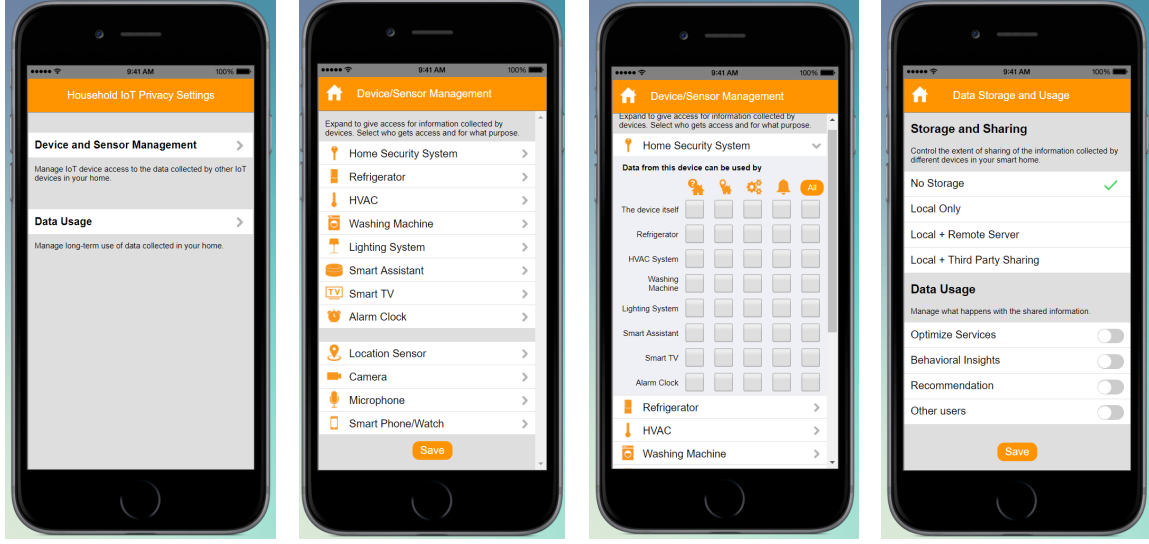 9:41 AM 100%
Household IoT Privacy Settings
Device and Sensor Management
Manage IoT device access to the data collected by other IoT
devices in your home.
Data Usage
Manage long-term use of data collected in your home.
9:41 AM 100%
Device/Sensor Management
Expand to give access for information collected by
devices. Select who gets access and for what purpose.
Home Security System
Refrigerator
HVAC
Washing Machine
Lighting System
Smart Assistant
TV Smart TV
Alarm Clock
Location Sensor
Camera
Microphone
Smart Phone/Watch
Save
9:41 AM 100%
Device/Sensor Management
Expand to give access for information collected by
devices. Select who gets access and for what purpose.
Home Security System
Data from this device can be used by
All
The device itself
Refrigerator
HVAC System
Washing
Machine
Lighting System
Smart Assistant
Smart TV
Alarm Clock
Refrigerator
HVAC
Washing Machine
9:41 AM 100%
Data Storage and Usage
Storage and Sharing
Control the extent of sharing of the information collected by
different devices in your smart home.
No Storage
Local Only
Local + Remote Server
Local + Third Party Sharing
Data Usage
Manage what happens with the shared information.
Optimize Services
Behavioral Insights
Recommendation
Other users
Save